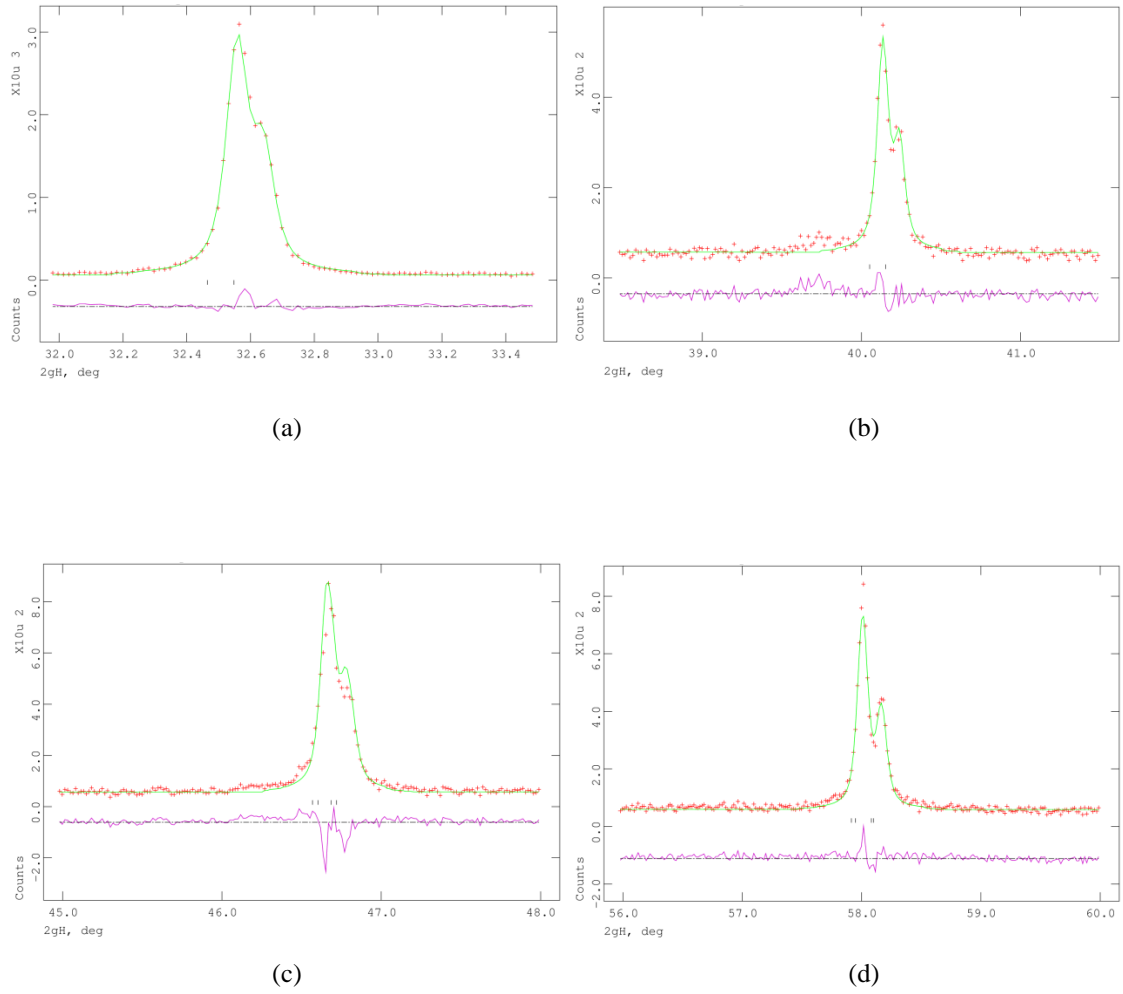 X10u 3
3.0
2.0
1.0
0.0
Counts
32.0 32.2 32.4 32.6 32.8 33.0 33.2 33.4
2gH, deg
(a)
X10u 2
4.0
2.0
0.0
Counts
39.0 40.0 41.0
2gH, deg
(b)
X10u 2
8.0
6.0
4.0
2.0
0.0
-2.0
Counts
45.0 46.0 47.0 48.0
2gH, deg
(c)
X10u 2
8.0
6.0
4.0
2.0
0.0
-2.0
Counts
56.0 57.0 58.0 59.0 60.0
2gH, deg
(d)